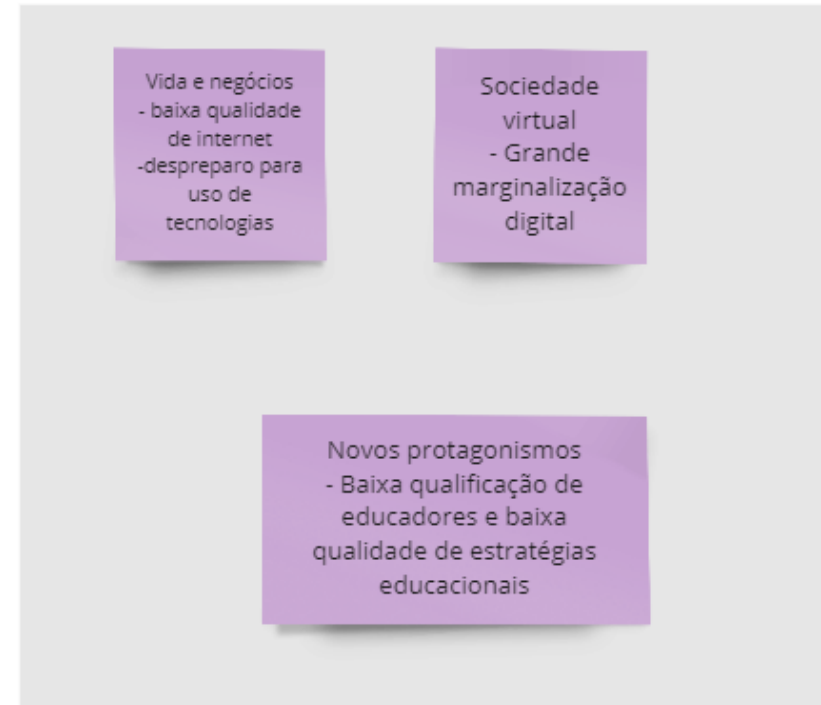 Vida e negócios
- baixa qualidade
de internet
-despreparo para
uso de
tecnologias
Sociedade
virtual
- Grande
marginalização
digital
Novos protagonismos
- Baixa qualificação de
educadores e baixa
qualidade de estratégias
educacionais